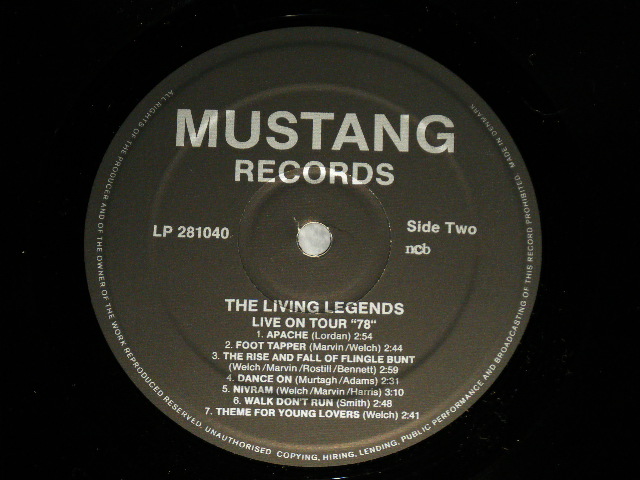 MUSTANG
RECORDS
LP 281040
Side Two
ncb
THE LIVING LEGENDS
LIVE ON TOUR "78"
1. APACHE (Lordan) 2:54
2. FOOT TAPPER (Marvin/Welch) 2:44
3. THE RISE AND FALL OF FLINGLE BUNT
(Welch/Marvin/Rostill/Bennett) 2:59
4. DANCE ON (Murtagh/Adams) 2:31
5. NIVRAM (Welch/Marvin/Harris) 3:10
6. WALK DON'T RUN (Smith) 2:48
7. THEME FOR YOUNG LOVERS (Welch) 2:41
ALL RIGHTS OF THE PRODUCER AND OF THE OWNER OF THE WORK REPRODUCED RESERVED. UNAUTHORISED COPYING, HIRING, LENDING, PUBLIC PERFORMANCE AND BROADCASTING OF THIS RECORD PROHIBITED. MADE IN DENMARK